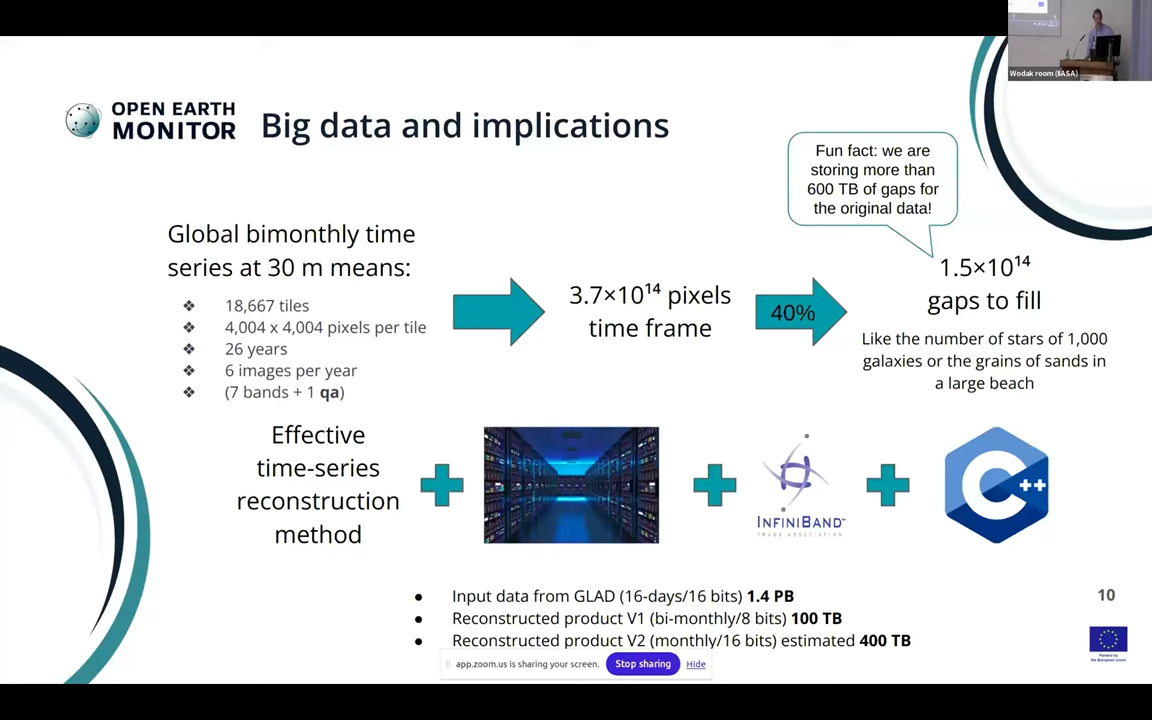 Wodak room (IIASA)
OPEN EARTH
MONITOR
Big data and implications
Fun fact: we are
storing more than
600 TB of gaps for
the original data!
Global bimonthly time
series at 30 m means:
❖ 18,667 tiles
❖ 4,004 x 4,004 pixels per tile
❖ 26 years
❖ 6 images per year
❖ (7 bands + 1 qa)
3.7×10¹⁴ pixels
time frame
40%
1.5×10¹⁴
gaps to fill
Like the number of stars of 1,000
galaxies or the grains of sands in
a large beach
Effective
time-series
reconstruction
method
INFINIBAND™
TRADE ASSOCIATION
C++
● Input data from GLAD (16-days/16 bits) 1.4 PB
● Reconstructed product V1 (bi-monthly/8 bits) 100 TB
● Reconstructed product V2 (monthly/16 bits) estimated 400 TB
10
Funded by
the European Union
app.zoom.us is sharing your screen. Stop sharing Hide